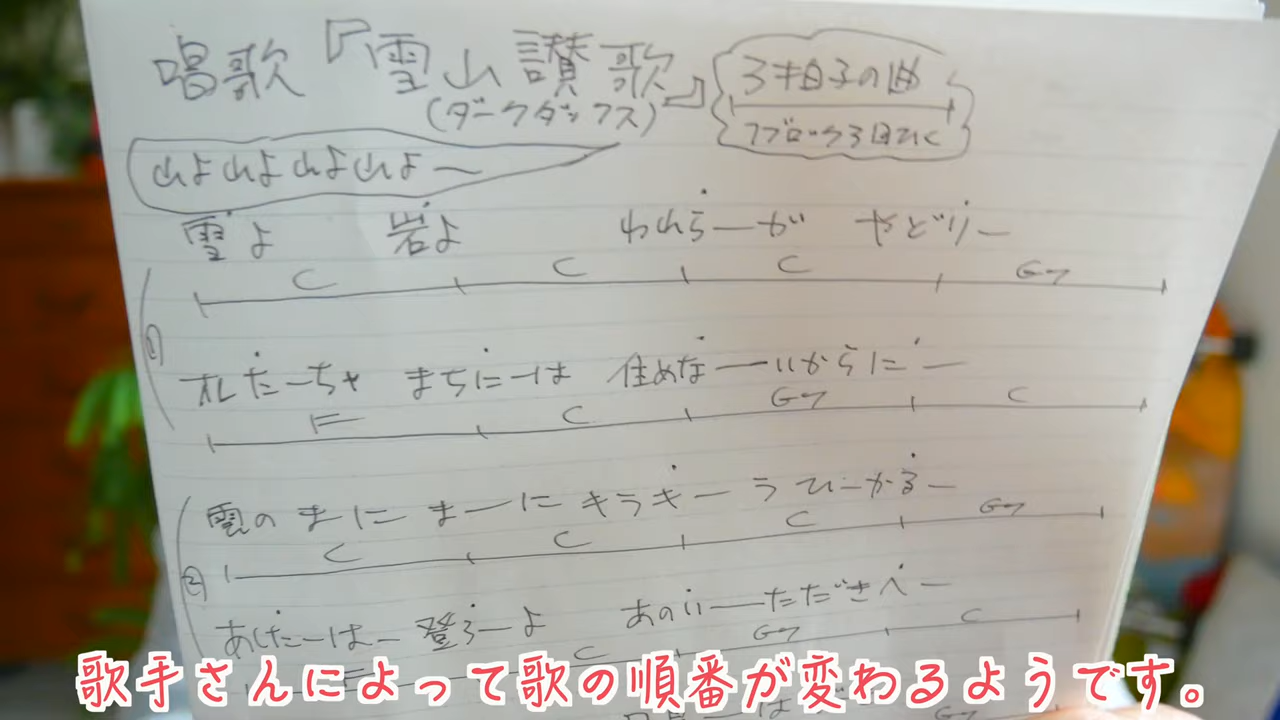 唱歌『雪山讃歌』
(ダークダックス)
3拍子の曲
1ブロック3回ひく
山よ山よ山よ山よ〜
雪よ 岩よ われらーが やどりー
C C C G7
①
オレたーちゃ まちにーは 住めなーいからにー
F C G7 C
雲のまに まーに キラキーラ ひーかるー
C C C G7
②
あしたーはー 登ろーよ あのいーただきへー
F C G7 C
歌手さんによって歌の順番が変わるようです。